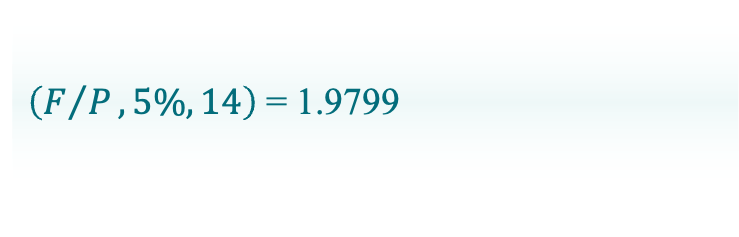 (F/P, 5%, 14) = 1.9799